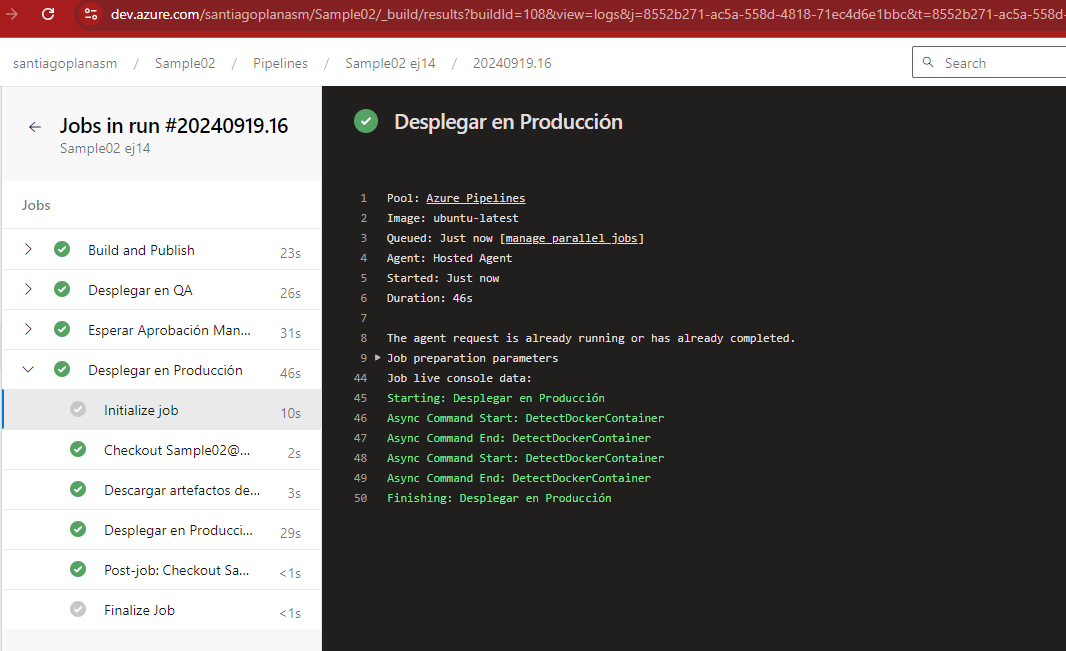 dev.azure.com/santiagoplanasm/Sample02/_build/results?buildId=108&view=logs&j=8552b271-ac5a-558d-4818-71ec4d6e1bbc&t=8552b271-ac5a-558d-
santiagoplanasm / Sample02 / Pipelines / Sample02 ej14 / 20240919.16
Search
Jobs in run #20240919.16
Sample02 ej14
Jobs
Build and Publish 23s
Desplegar en QA 26s
Esperar Aprobación Man... 31s
Desplegar en Producción 46s
Initialize job 10s
Checkout Sample02@... 2s
Descargar artefactos de... 3s
Desplegar en Producci... 29s
Post-job: Checkout Sa... <1s
Finalize Job <1s
Desplegar en Producción
1 Pool: Azure Pipelines
2 Image: ubuntu-latest
3 Queued: Just now [manage parallel jobs]
4 Agent: Hosted Agent
5 Started: Just now
6 Duration: 46s
7
8 The agent request is already running or has already completed.
9 Job preparation parameters
44 Job live console data:
45 Starting: Desplegar en Producción
46 Async Command Start: DetectDockerContainer
47 Async Command End: DetectDockerContainer
48 Async Command Start: DetectDockerContainer
49 Async Command End: DetectDockerContainer
50 Finishing: Desplegar en Producción